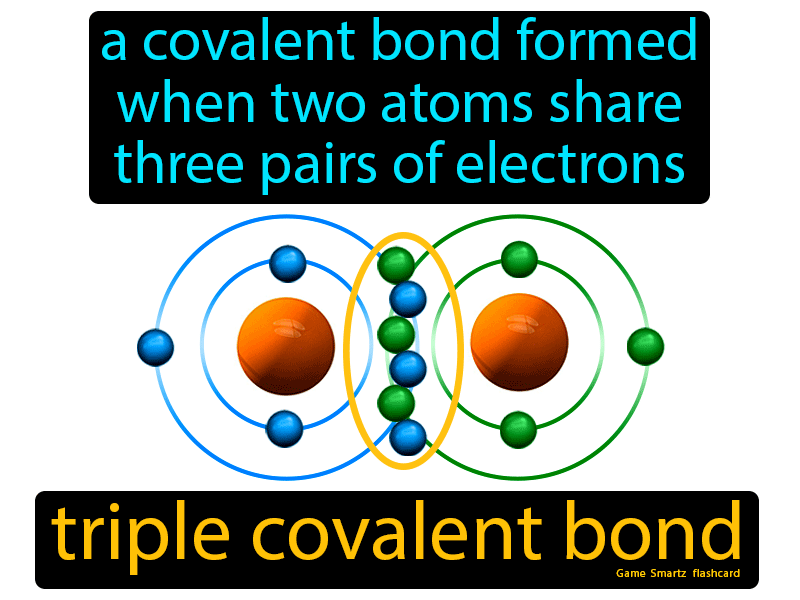 a covalent bond formed
when two atoms share
three pairs of electrons
triple covalent bond
Game Smartz flashcard